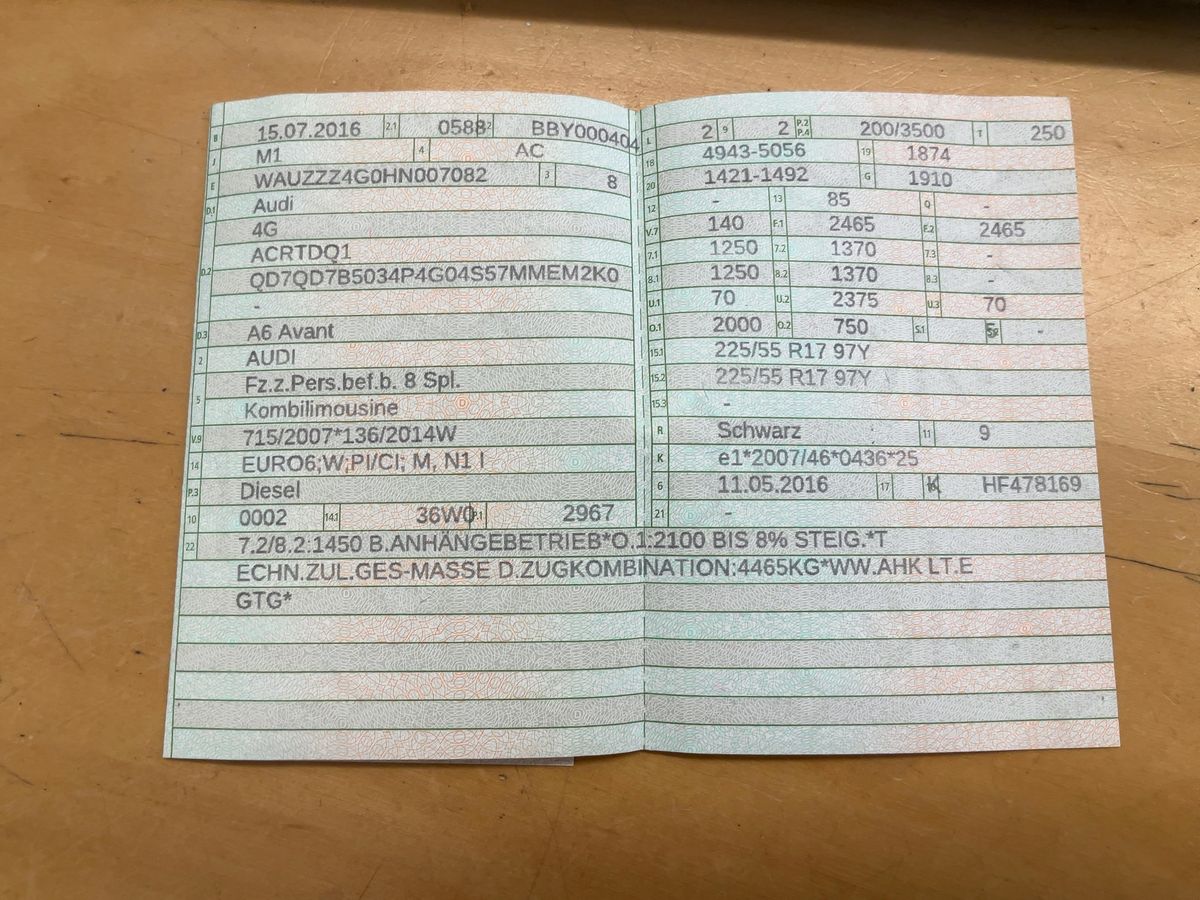 B 15.07.2016 2.1 0588 2.2 BBY000404
J M1 4 AC
E WAUZZZ4G0HN007082 3 8
D.1 Audi
4G
D.2 ACRTDQ1
QD7QD7B5034P4G04S57MMEM2K0
-
D.3 A6 Avant
2 AUDI
5 Fz.z.Pers.bef.b. 8 Spl.
Kombilimousine
V.9 715/2007*136/2014W
14 EURO6;W;PI/CI; M, N1 I
P.3 Diesel
10 0002 14.1 36W0 P.1 2967
L 2 9 2 P.2 P.4 200/3500 T 250
18 4943-5056 19 1874
20 1421-1492 G 1910
12 - 13 85 Q -
V.7 140 F.1 2465 F.2 2465
7.1 1250 7.2 1370 7.3 -
8.1 1250 8.2 1370 8.3 -
U.1 70 U.2 2375 U.3 70
O.1 2000 O.2 750 S.1 5 S.2 -
15.1 225/55 R17 97Y
15.2 225/55 R17 97Y
15.3 -
R Schwarz 11 9
K e1*2007/46*0436*25
6 11.05.2016 17 K 16 HF478169
21 -
22 7.2/8.2:1450 B.ANHÄNGEBETRIEB*O.1:2100 BIS 8% STEIG.*T
ECHN.ZUL.GES-MASSE D.ZUGKOMBINATION:4465KG*WW.AHK LT.E
GTG*